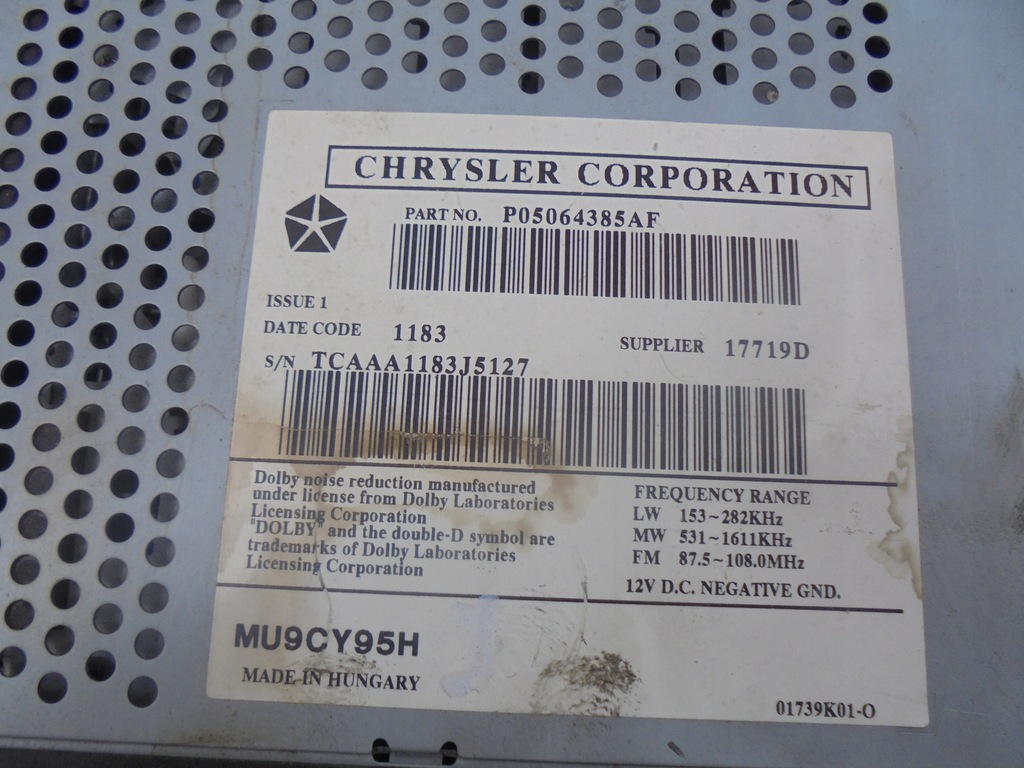 CHRYSLER CORPORATION
PART NO. P05064385AF
ISSUE 1
DATE CODE 1183
SUPPLIER 17719D
S/N TCAAA1183J5127
Dolby noise reduction manufactured
under license from Dolby Laboratories
Licensing Corporation
"DOLBY" and the double-D symbol are
trademarks of Dolby Laboratories
Licensing Corporation
FREQUENCY RANGE
LW 153~282KHz
MW 531~1611KHz
FM 87.5~108.0MHz
12V D.C. NEGATIVE GND.
MU9CY95H
MADE IN HUNGARY
01739K01-O